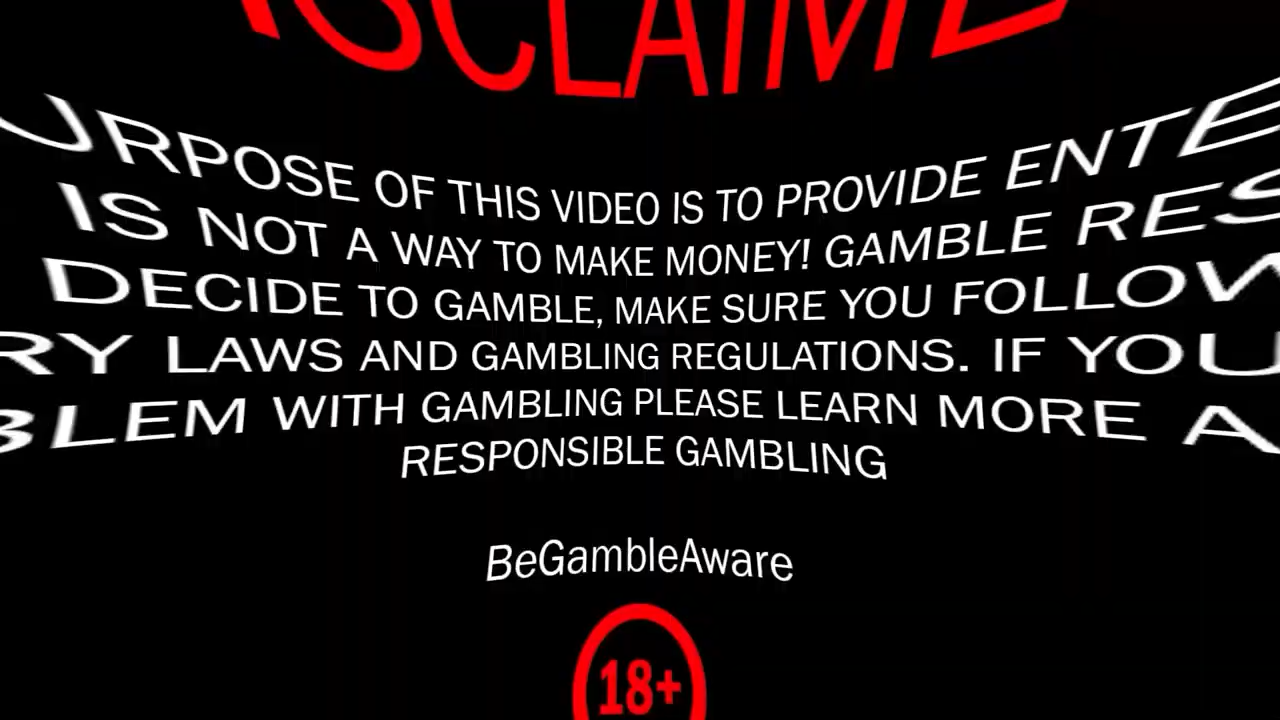 SCLAIME
URPOSE OF THIS VIDEO IS TO PROVIDE ENTE
IS NOT A WAY TO MAKE MONEY! GAMBLE RES
DECIDE TO GAMBLE, MAKE SURE YOU FOLLOW
RY LAWS AND GAMBLING REGULATIONS. IF YOU
BLEM WITH GAMBLING PLEASE LEARN MORE A
RESPONSIBLE GAMBLING
BeGambleAware
18+